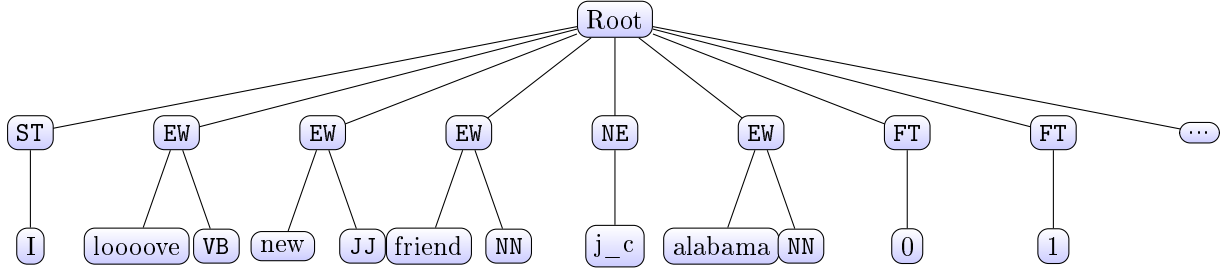 Root
ST EW EW EW NE EW FT FT ...
I loooove VB new JJ friend NN j_c alabama NN 0 1